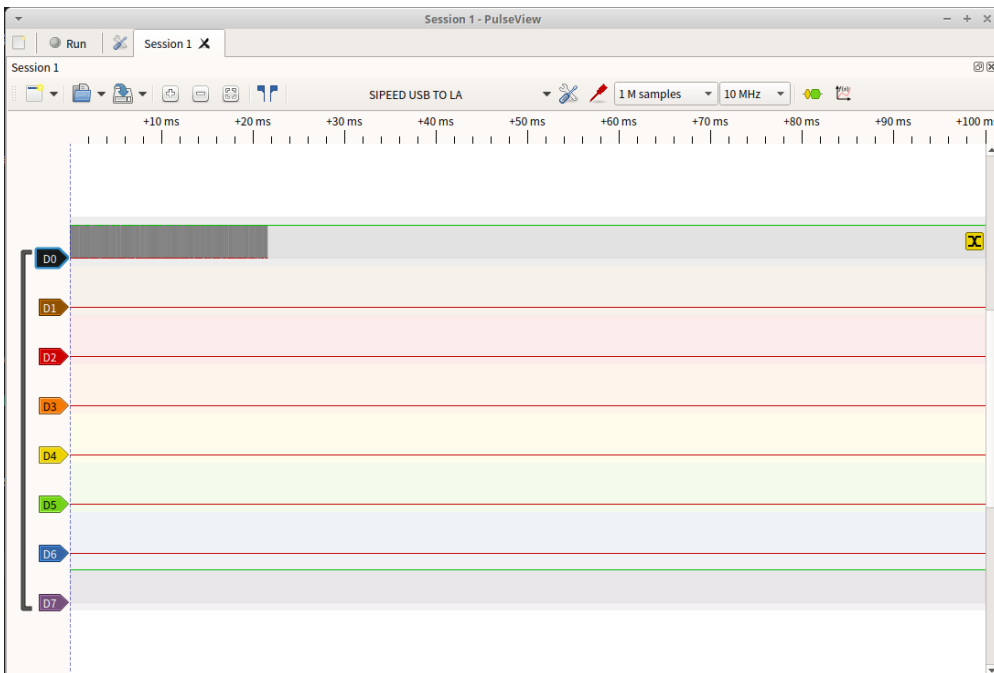 Session 1 - PulseView
Run
Session 1
Session 1
SIPEED USB TO LA
1 M samples
10 MHz
+10 ms +20 ms +30 ms +40 ms +50 ms +60 ms +70 ms +80 ms +90 ms +100 m
D0
D1
D2
D3
D4
D5
D6
D7